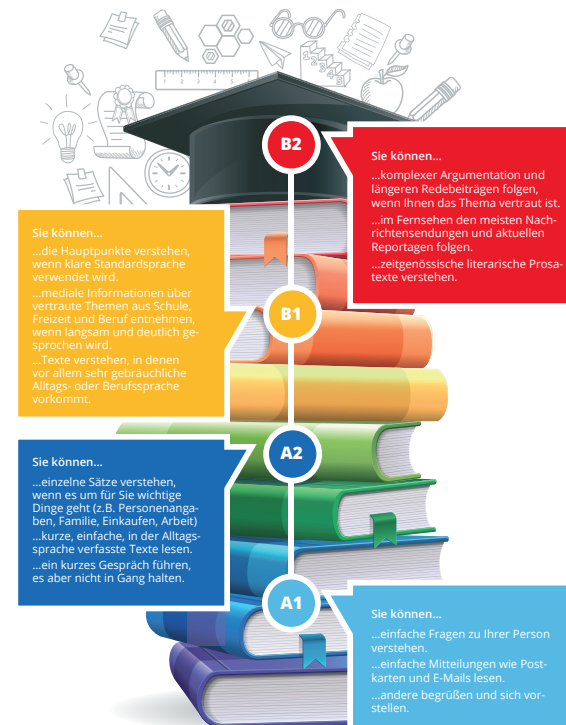 B2
Sie können...
...komplexer Argumentation und
längeren Redebeiträgen folgen,
wenn Ihnen das Thema vertraut ist.
...im Fernsehen den meisten Nach-
richtensendungen und aktuellen
Reportagen folgen.
...zeitgenössische literarische Prosa-
texte verstehen.
B1
Sie können...
...die Hauptpunkte verstehen,
wenn klare Standardsprache
verwendet wird.
...mediale Informationen über
vertraute Themen aus Schule,
Freizeit und Beruf entnehmen,
wenn langsam und deutlich ge-
sprochen wird.
...Texte verstehen, in denen
vor allem sehr gebräuchliche
Alltags- oder Berufssprache
vorkommt.
A2
Sie können...
...einzelne Sätze verstehen,
wenn es um für Sie wichtige
Dinge geht (z.B. Personenanga-
ben, Familie, Einkaufen, Arbeit)
...kurze, einfache, in der Alltags-
sprache verfasste Texte lesen.
...ein kurzes Gespräch führen,
es aber nicht in Gang halten.
A1
Sie können...
...einfache Fragen zu Ihrer Person
verstehen.
...einfache Mitteilungen wie Post-
karten und E-Mails lesen.
...andere begrüßen und sich vor-
stellen.